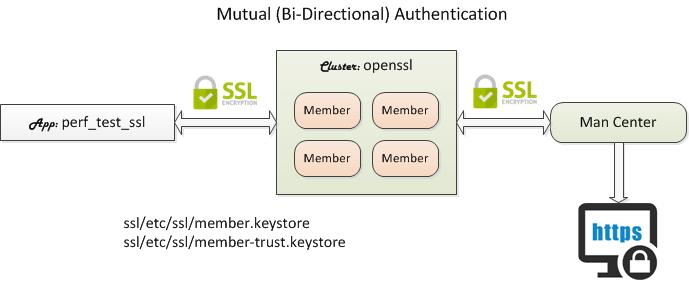 Mutual (Bi-Directional) Authentication
SSL
ENCRYPTION
SSL
ENCRYPTION
Cluster: openssl
Member
Member
Member
Member
App: perf_test_ssl
Man Center
https
ssl/etc/ssl/member.keystore
ssl/etc/ssl/member-trust.keystore